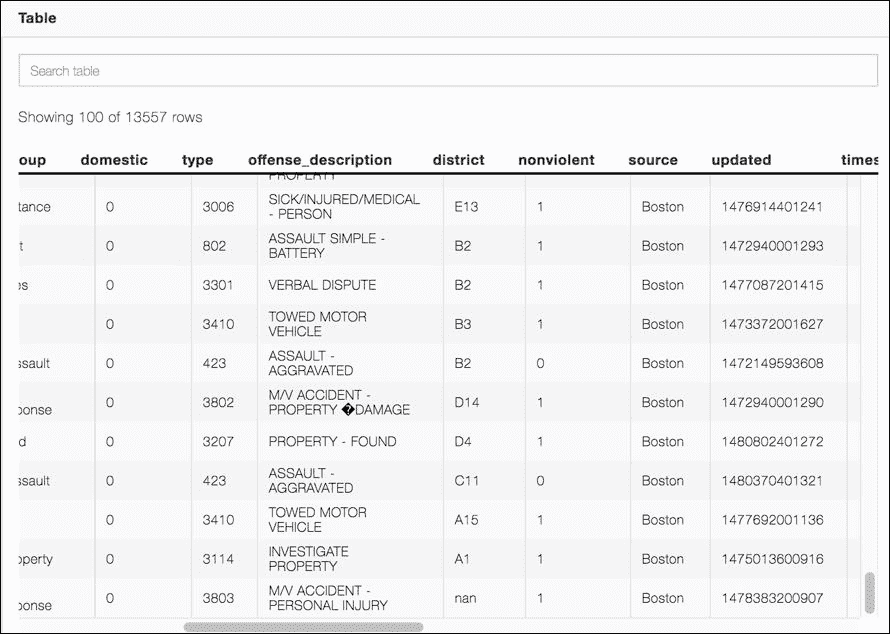 Table
Search table
Showing 100 of 13557 rows
oup domestic type offense_description district nonviolent source updated times
PROPERTY
tance 0 3006 SICK/INJURED/MEDICAL - PERSON E13 1 Boston 1476914401241
t 0 802 ASSAULT SIMPLE - BATTERY B2 1 Boston 1472940001293
es 0 3301 VERBAL DISPUTE B2 1 Boston 1477087201415
0 3410 TOWED MOTOR VEHICLE B3 1 Boston 1473372001627
ssault 0 423 ASSAULT - AGGRAVATED B2 0 Boston 1472149593608
ponse 0 3802 M/V ACCIDENT - PROPERTY �DAMAGE D14 1 Boston 1472940001290
d 0 3207 PROPERTY - FOUND D4 1 Boston 1480802401272
ssault 0 423 ASSAULT - AGGRAVATED C11 0 Boston 1480370401321
0 3410 TOWED MOTOR VEHICLE A15 1 Boston 1477692001136
operty 0 3114 INVESTIGATE PROPERTY A1 1 Boston 1475013600916
ponse 0 3803 M/V ACCIDENT - PERSONAL INJURY nan 1 Boston 1478383200907